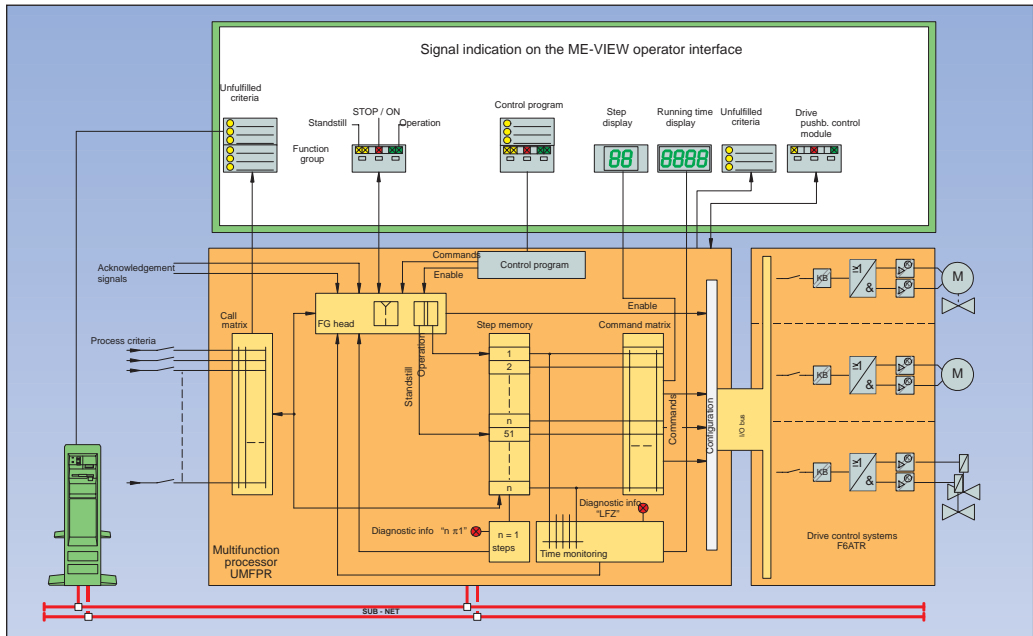 Signal indication on the ME-VIEW operator interface
Unfulfilled
criteria
STOP / ON
Standstill
Operation
Function
group
Control program
Step
display
88
Running time
display
8888
Unfulfilled
criteria
Drive
pushb. control
module
Acknowledgement
signals
Commands
Enable
Control program
Call
matrix
FG head
Enable
Step memory
Command matrix
Process criteria
Operation
Standstill
1
2
n
51
n
Commands
Configuration
I/O bus
KB
≥1
&
M
KB
≥1
&
M
KB
≥1
&
Diagnostic info
"LFZ"
Diagnostic info "n π1"
n = 1
steps
Time monitoring
Multifunction
processor
UMFPR
Drive control systems
F6ATR
SUB - NET